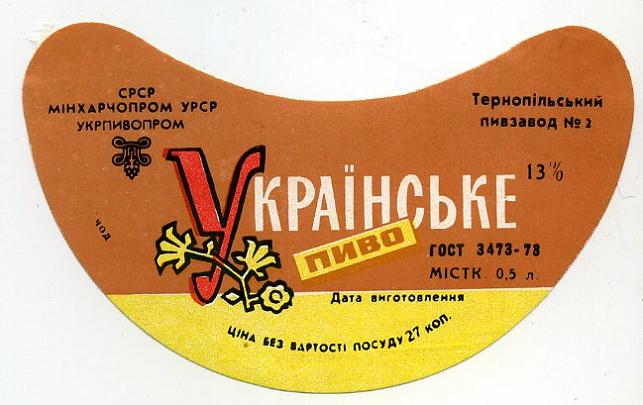 СРСР
МІНХАРЧОПРОМ УРСР
УКРПИВОПРОМ
Тернопільський
пивзавод № 2
УКРАЇНСЬКЕ
13%
ПИВО
ГОСТ 3473-78
МІСТК. 0,5 л.
Дата виготовлення
ЦІНА БЕЗ ВАРТОСТІ ПОСУДУ 27 КОП.